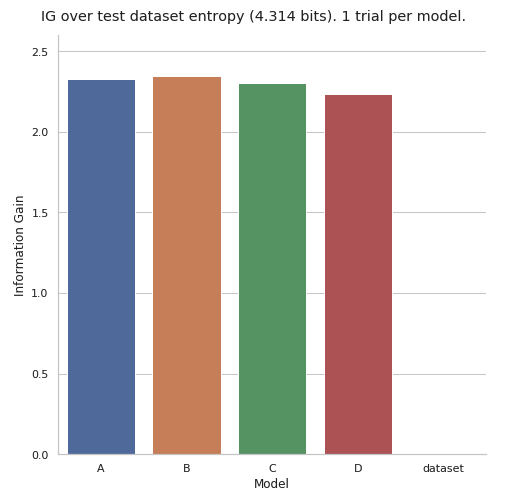 IG over test dataset entropy (4.314 bits). 1 trial per model.
2.5
2.0
1.5
1.0
0.5
0.0
Information Gain
A B C D dataset
Model